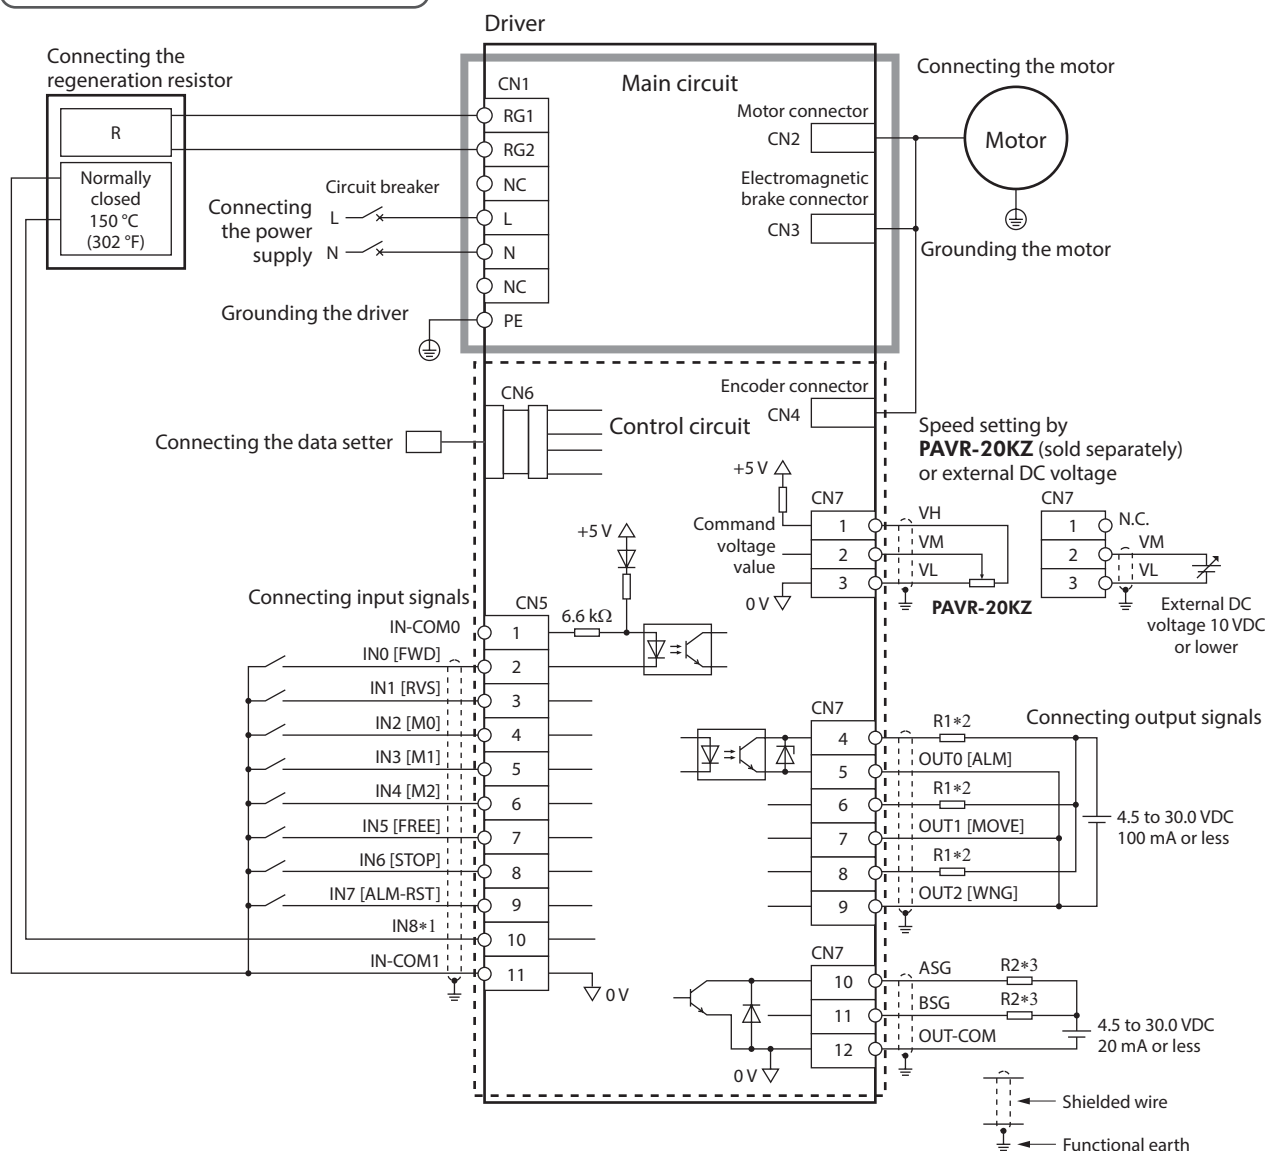 Driver
Connecting the
regeneration resistor
R
Normally
closed
150 °C
(302 °F)
Circuit breaker
Connecting
the power
supply
L
N
Grounding the driver
CN1
RG1
RG2
NC
L
N
NC
PE
Main circuit
Motor connector
CN2
Electromagnetic
brake connector
CN3
Connecting the motor
Motor
Grounding the motor
Connecting the data setter
CN6
Control circuit
Encoder connector
CN4
Speed setting by
PAVR-20KZ (sold separately)
or external DC voltage
+5 V
Command
voltage
value
0 V
CN7
1
2
3
VH
VM
VL
PAVR-20KZ
CN7
1
2
3
N.C.
VM
VL
External DC
voltage 10 VDC
or lower
+5 V
6.6 kΩ
Connecting input signals
CN5
IN-COM0
1
IN0 [FWD]
2
IN1 [RVS]
3
IN2 [M0]
4
IN3 [M1]
5
IN4 [M2]
6
IN5 [FREE]
7
IN6 [STOP]
8
IN7 [ALM-RST]
9
IN8*1
10
IN-COM1
11
0 V
Connecting output signals
CN7
4
R1*2
5
OUT0 [ALM]
6
R1*2
7
OUT1 [MOVE]
8
R1*2
9
OUT2 [WNG]
4.5 to 30.0 VDC
100 mA or less
CN7
10
ASG
R2*3
11
BSG
R2*3
12
OUT-COM
0 V
4.5 to 30.0 VDC
20 mA or less
Shielded wire
Functional earth